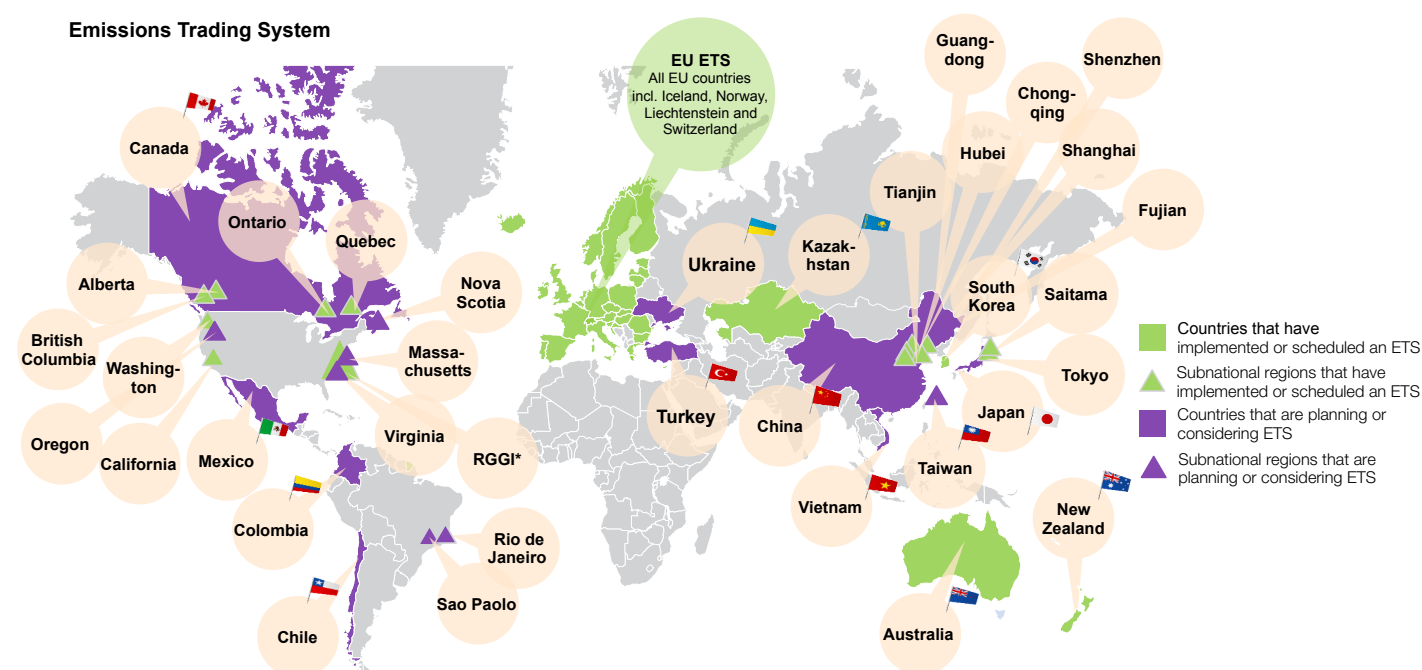 Emissions Trading System
EU ETS
All EU countries
incl. Iceland, Norway,
Liechtenstein and
Switzerland
Guang-
dong
Shenzhen
Chong-
qing
Canada
Hubei
Shanghai
Tianjin
Fujian
Ontario
Quebec
Ukraine
Kazak-
hstan
Alberta
Nova
Scotia
South
Korea
Saitama
British
Columbia
Washing-
ton
Massa-
chusetts
Tokyo
Countries that have
implemented or scheduled an ETS
Subnational regions that have
implemented or scheduled an ETS
Countries that are planning or
considering ETS
Subnational regions that are
planning or considering ETS
Oregon
California
Mexico
Virginia
RGGI*
Turkey
China
Japan
Taiwan
Colombia
Vietnam
New
Zealand
Rio de
Janeiro
Sao Paolo
Chile
Australia